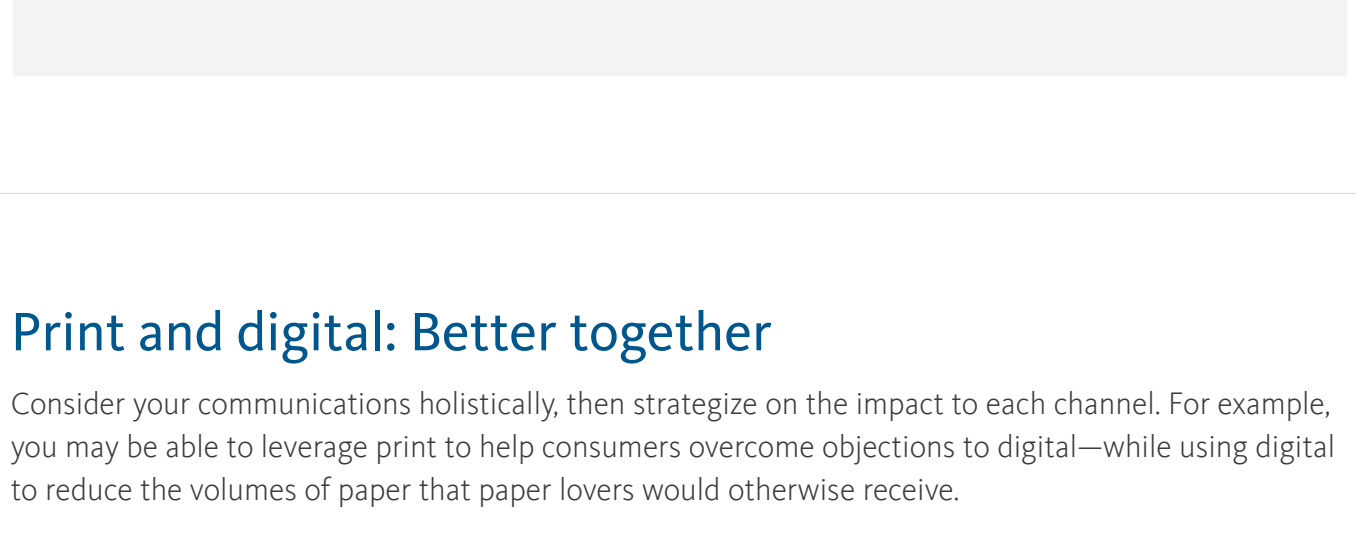 Print and digital: Better together
Consider your communications holistically, then strategize on the impact to each channel. For example,
you may be able to leverage print to help consumers overcome objections to digital—while using digital
to reduce the volumes of paper that paper lovers would otherwise receive.